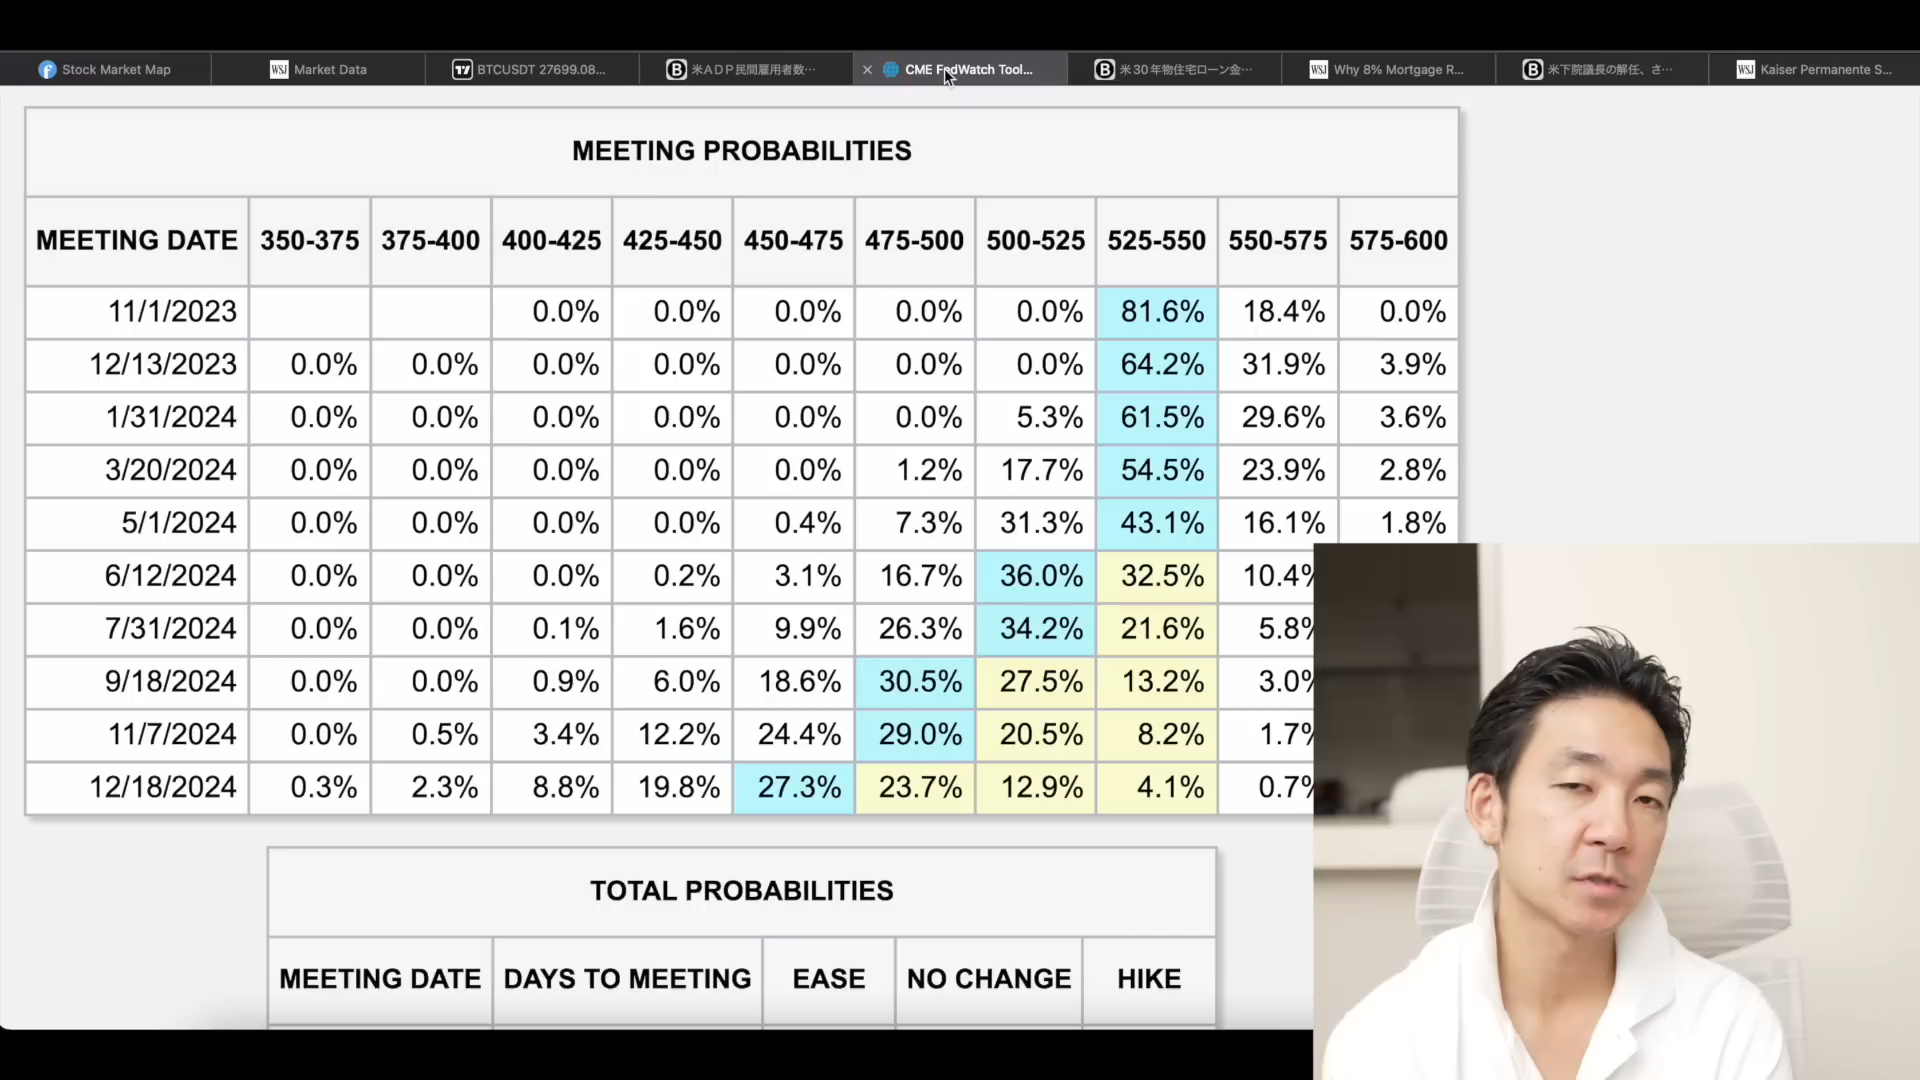 Stock Market Map
WSJ Market Data
BTCUSDT 27699.08...
B 米ＡＤＰ民間雇用者数…
CME FedWatch Tool...
B 米30年物住宅ローン金…
WSJ Why 8% Mortgage R...
B 米下院議長の解任、さ…
WSJ Kaiser Permanente S...
MEETING PROBABILITIES
MEETING DATE 350-375 375-400 400-425 425-450 450-475 475-500 500-525 525-550 550-575 575-600
11/1/2023 0.0% 0.0% 0.0% 0.0% 0.0% 81.6% 18.4% 0.0%
12/13/2023 0.0% 0.0% 0.0% 0.0% 0.0% 0.0% 0.0% 64.2% 31.9% 3.9%
1/31/2024 0.0% 0.0% 0.0% 0.0% 0.0% 0.0% 5.3% 61.5% 29.6% 3.6%
3/20/2024 0.0% 0.0% 0.0% 0.0% 0.0% 1.2% 17.7% 54.5% 23.9% 2.8%
5/1/2024 0.0% 0.0% 0.0% 0.0% 0.4% 7.3% 31.3% 43.1% 16.1% 1.8%
6/12/2024 0.0% 0.0% 0.0% 0.2% 3.1% 16.7% 36.0% 32.5% 10.4%
7/31/2024 0.0% 0.0% 0.1% 1.6% 9.9% 26.3% 34.2% 21.6% 5.8%
9/18/2024 0.0% 0.0% 0.9% 6.0% 18.6% 30.5% 27.5% 13.2% 3.0%
11/7/2024 0.0% 0.5% 3.4% 12.2% 24.4% 29.0% 20.5% 8.2% 1.7%
12/18/2024 0.3% 2.3% 8.8% 19.8% 27.3% 23.7% 12.9% 4.1% 0.7%
TOTAL PROBABILITIES
MEETING DATE DAYS TO MEETING EASE NO CHANGE HIKE